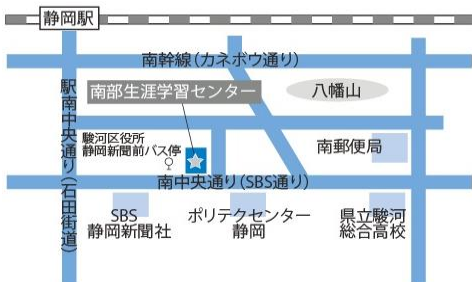 静岡駅
南幹線(カネボウ通り)
南部生涯学習センター
八幡山
駅南中央通り(石田街道)
駿河区役所
静岡新聞前バス停
南郵便局
南中央通り(SBS通り)
SBS
静岡新聞社
ポリテクセンター
静岡
県立駿河
総合高校